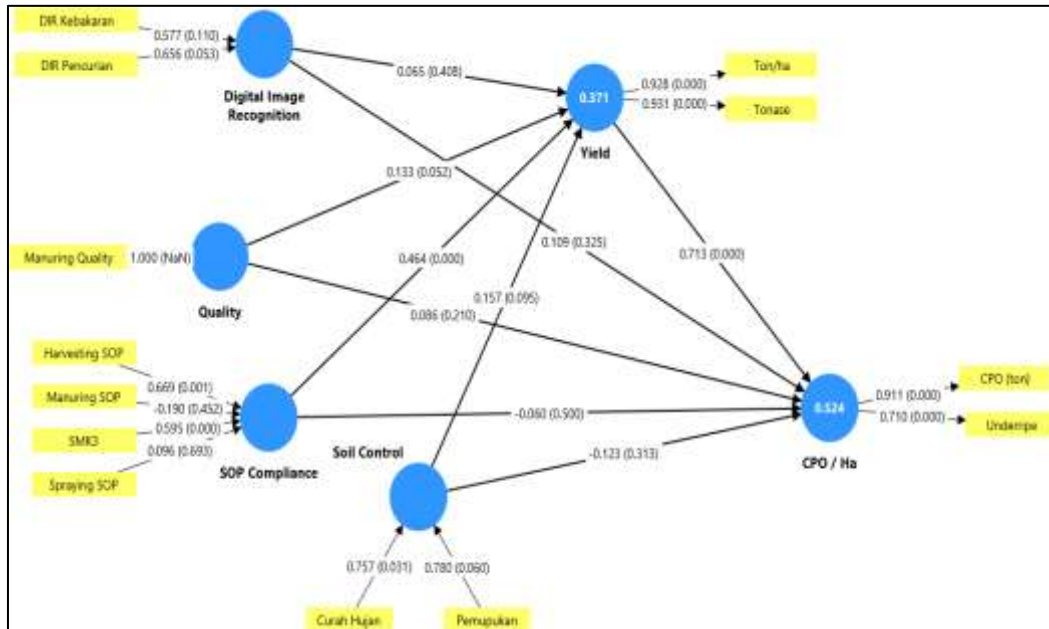 DIR Kebakaran
0.577 (0.110)
DIR Pencurian
0.656 (0.053)
Digital Image
Recognition
0.065 (0.408)
0.371
Yield
0.928 (0.000)
Ton/ha
0.931 (0.000)
Tonase
0.133 (0.052)
0.109 (0.325)
0.713 (0.000)
Manuring Quality
1.000 (NaN)
Quality
0.464 (0.000)
0.157 (0.095)
0.086 (0.210)
Harvesting SOP
0.669 (0.001)
Manuring SOP
-0.190 (0.452)
SMK3
0.595 (0.000)
Spraying SOP
0.096 (0.693)
SOP Compliance
-0.060 (0.500)
Soil Control
-0.123 (0.313)
0.524
CPO / Ha
0.911 (0.000)
CPO (ton)
0.710 (0.000)
Underripe
0.757 (0.031)
0.780 (0.060)
Curah Hujan
Pemupukan